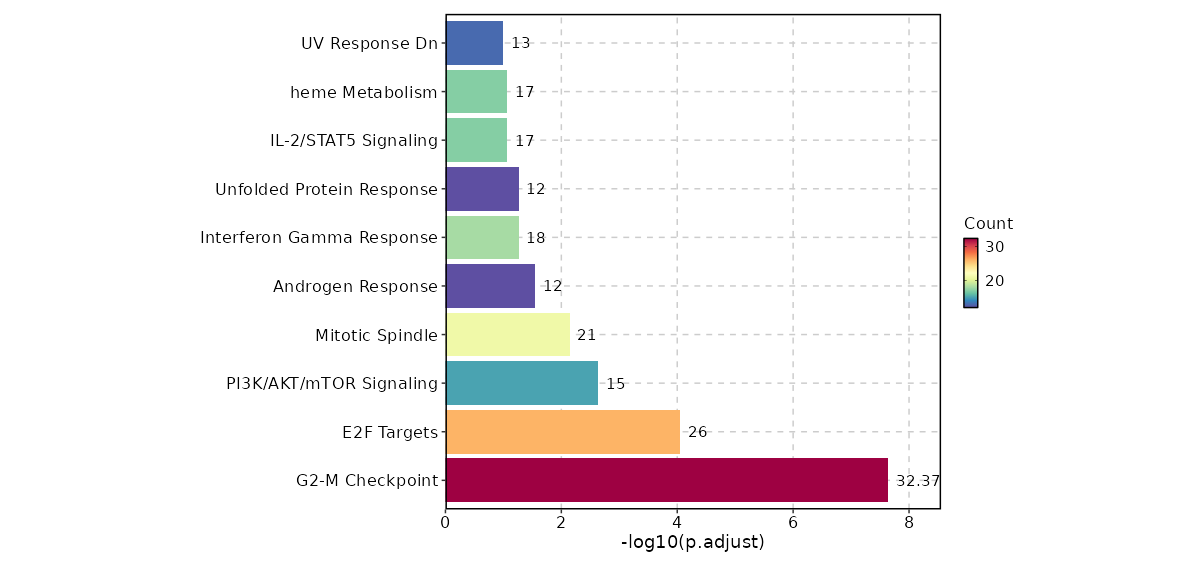 UV Response Dn 13
heme Metabolism 17
IL-2/STAT5 Signaling 17
Unfolded Protein Response 12
Interferon Gamma Response 18
Androgen Response 12
Mitotic Spindle 21
PI3K/AKT/mTOR Signaling 15
E2F Targets 26
G2-M Checkpoint 32.37
0 2 4 6 8
-log10(p.adjust)
Count
30
20